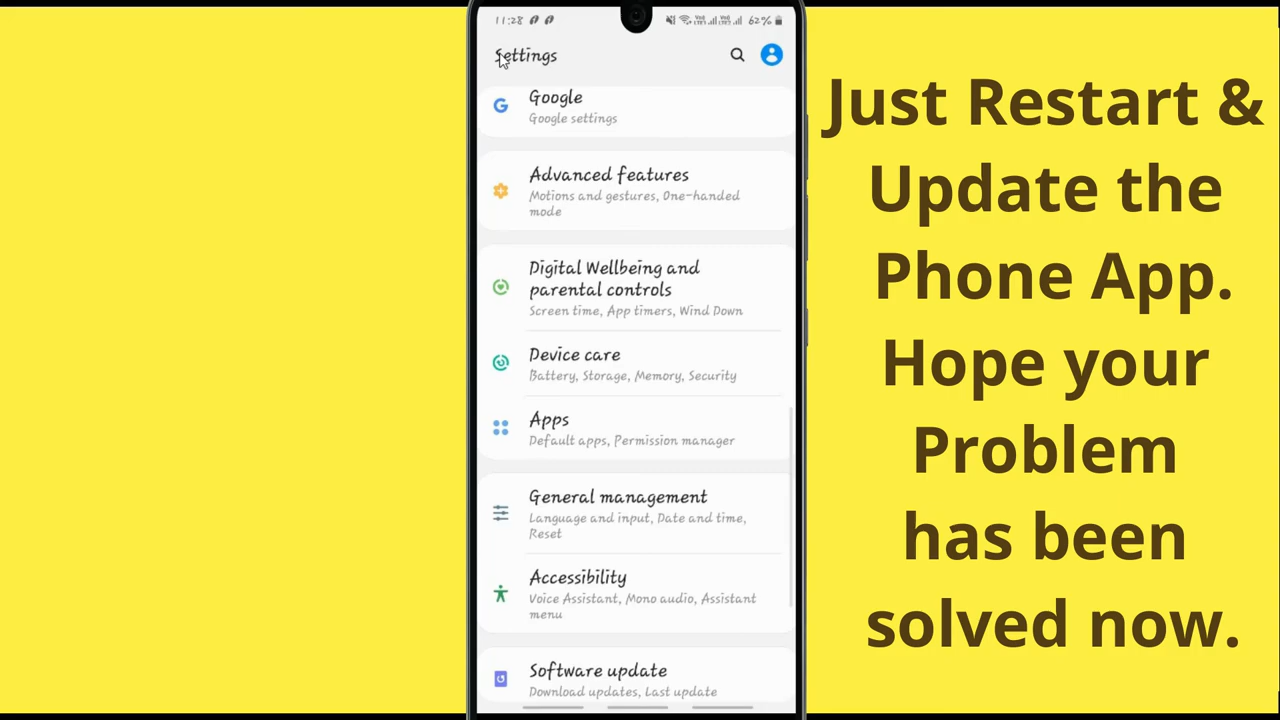 11:28
62%
Settings
Google
Google settings
Advanced features
Motions and gestures, One-handed
mode
Digital Wellbeing and
parental controls
Screen time, App timers, Wind Down
Device care
Battery, Storage, Memory, Security
Apps
Default apps, Permission manager
General management
Language and input, Date and time,
Reset
Accessibility
Voice Assistant, Mono audio, Assistant
menu
Software update
Download updates, Last update
Just Restart &
Update the
Phone App.
Hope your
Problem
has been
solved now.